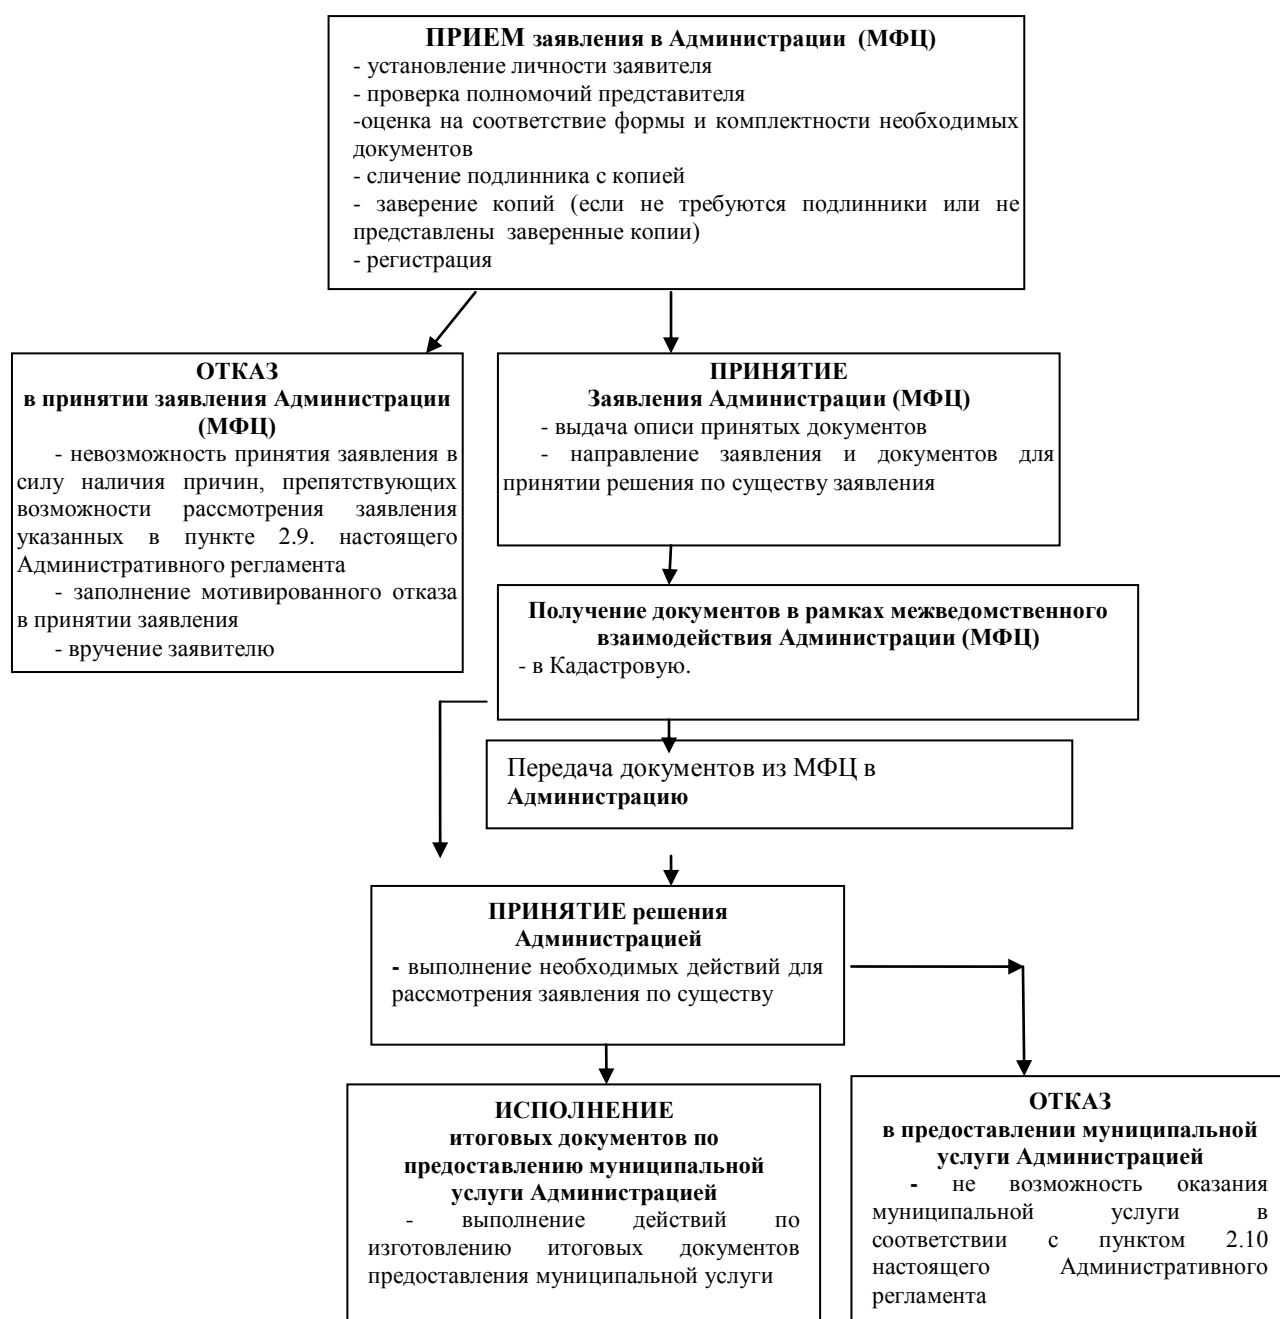 ПРИЕМ заявления в Администрации (МФЦ)
- установление личности заявителя
- проверка полномочий представителя
-оценка на соответствие формы и комплектности необходимых
документов
- сличение подлинника с копией
- заверение копий (если не требуются подлинники или не
представлены заверенные копии)
- регистрация
ОТКАЗ
в принятии заявления Администрации
(МФЦ)
- невозможность принятия заявления в
силу наличия причин, препятствующих
возможности рассмотрения заявления
указанных в пункте 2.9. настоящего
Административного регламента
- заполнение мотивированного отказа
в принятии заявления
- вручение заявителю
ПРИНЯТИЕ
Заявления Администрации (МФЦ)
- выдача описи принятых документов
- направление заявления и документов для
принятии решения по существу заявления
Получение документов в рамках межведомственного
взаимодействия Администрации (МФЦ)
- в Кадастровую.
Передача документов из МФЦ в
Администрацию
ПРИНЯТИЕ решения
Администрацией
- выполнение необходимых действий для
рассмотрения заявления по существу
ИСПОЛНЕНИЕ
итоговых документов по
предоставлению муниципальной
услуги Администрацией
- выполнение действий по
изготовлению итоговых документов
предоставления муниципальной услуги
ОТКАЗ
в предоставлении муниципальной
услуги Администрацией
- не возможность оказания
муниципальной услуги в
соответствии с пунктом 2.10
настоящего Административного
регламента